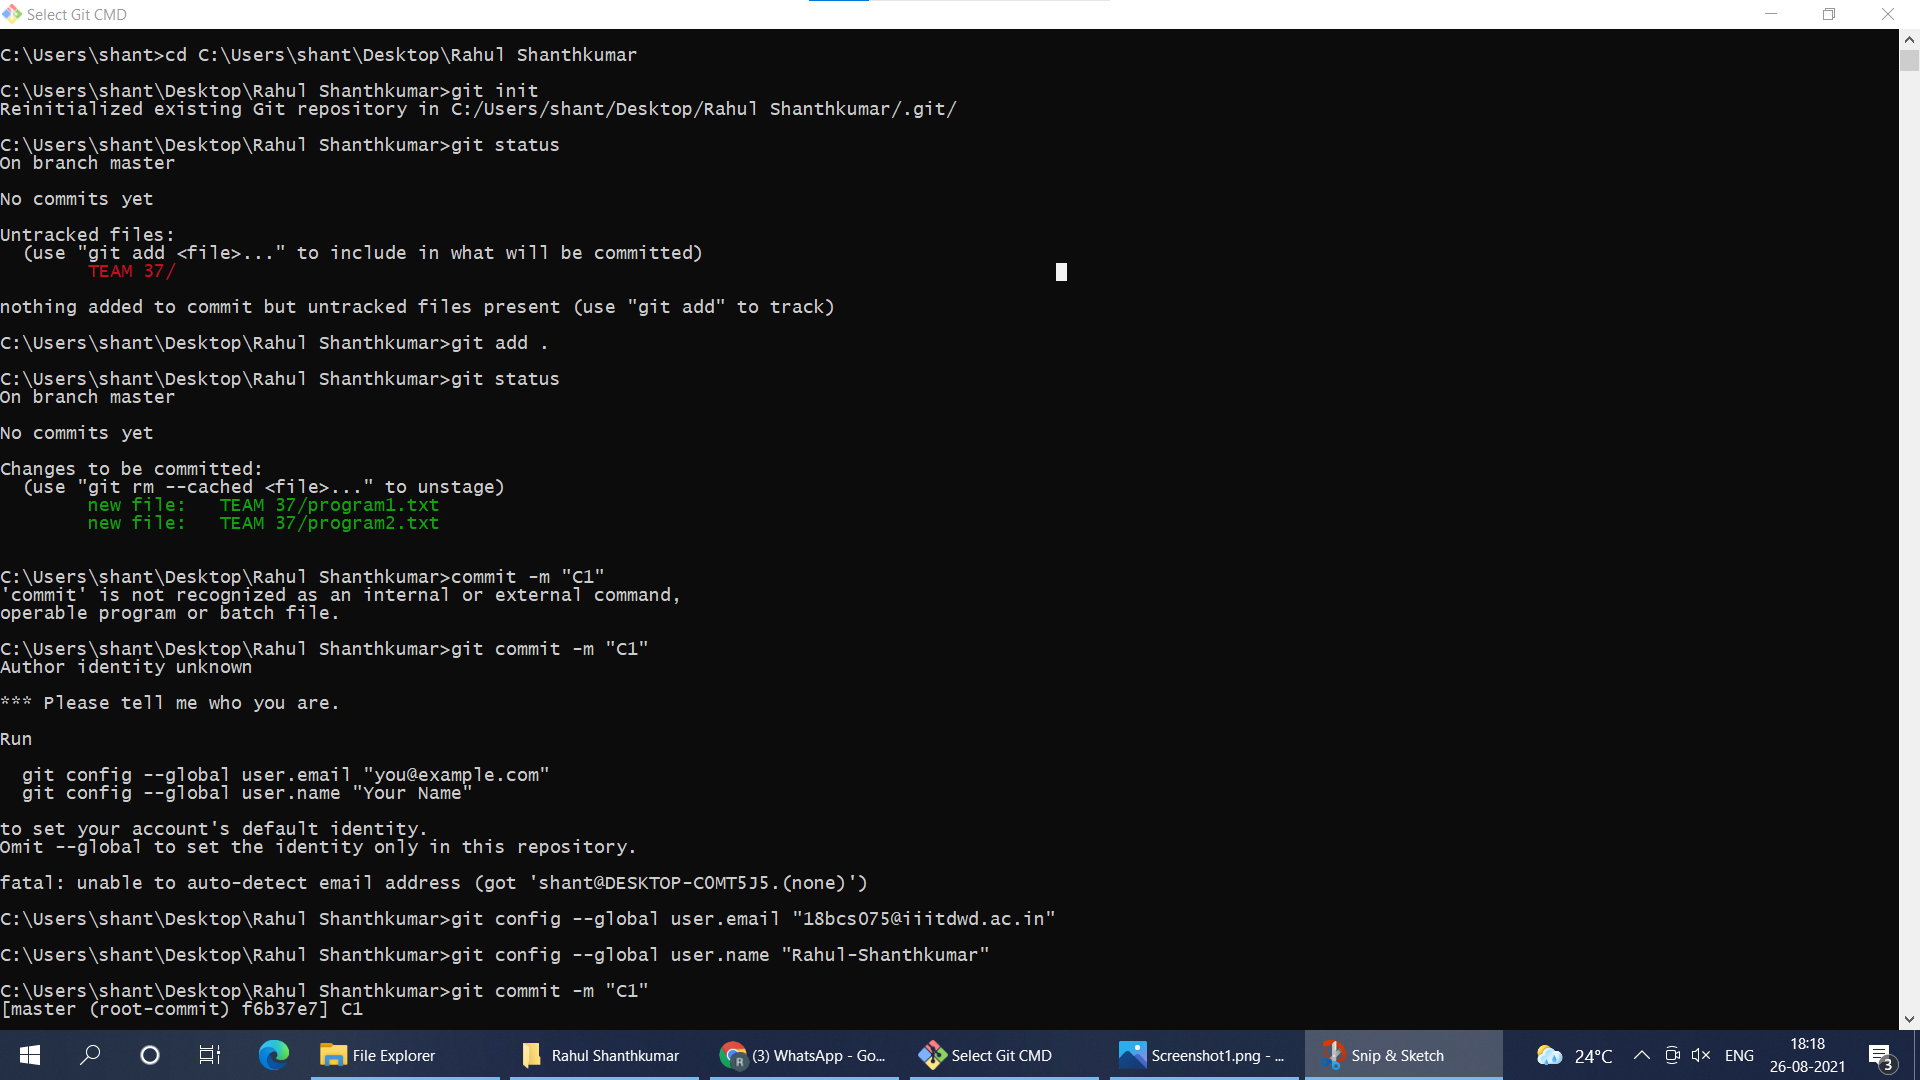 Select Git CMD
C:\Users\shant>cd C:\Users\shant\Desktop\Rahul Shanthkumar
C:\Users\shant\Desktop\Rahul Shanthkumar>git init
Reinitialized existing Git repository in C:/Users/shant/Desktop/Rahul Shanthkumar/.git/
C:\Users\shant\Desktop\Rahul Shanthkumar>git status
On branch master
No commits yet
Untracked files:
  (use "git add <file>..." to include in what will be committed)
        TEAM 37/
nothing added to commit but untracked files present (use "git add" to track)
C:\Users\shant\Desktop\Rahul Shanthkumar>git add .
C:\Users\shant\Desktop\Rahul Shanthkumar>git status
On branch master
No commits yet
Changes to be committed:
  (use "git rm --cached <file>..." to unstage)
        new file:   TEAM 37/program1.txt
        new file:   TEAM 37/program2.txt
C:\Users\shant\Desktop\Rahul Shanthkumar>commit -m "C1"
'commit' is not recognized as an internal or external command,
operable program or batch file.
C:\Users\shant\Desktop\Rahul Shanthkumar>git commit -m "C1"
Author identity unknown
*** Please tell me who you are.
Run
  git config --global user.email "you@example.com"
  git config --global user.name "Your Name"
to set your account's default identity.
Omit --global to set the identity only in this repository.
fatal: unable to auto-detect email address (got 'shant@DESKTOP-C0MT5J5.(none)')
C:\Users\shant\Desktop\Rahul Shanthkumar>git config --global user.email "18bcs075@iiitdwd.ac.in"
C:\Users\shant\Desktop\Rahul Shanthkumar>git config --global user.name "Rahul-Shanthkumar"
C:\Users\shant\Desktop\Rahul Shanthkumar>git commit -m "C1"
[master (root-commit) f6b37e7] C1
File Explorer
Rahul Shanthkumar
R
(3) WhatsApp - Go...
Select Git CMD
Screenshot1.png - ...
Snip & Sketch
24°C
ENG
18:18
26-08-2021
3